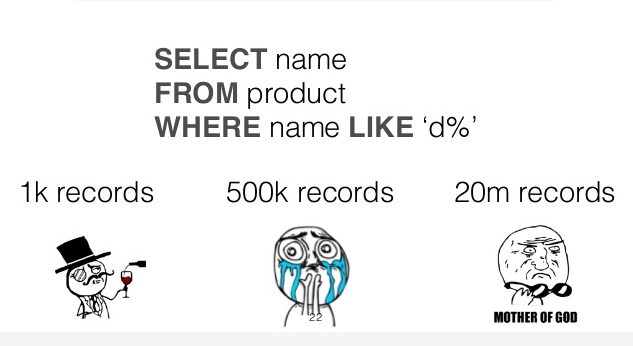 SELECT name
FROM product
WHERE name LIKE ‘d%’
1k records
500k records
20m records
22
MOTHER OF GOD